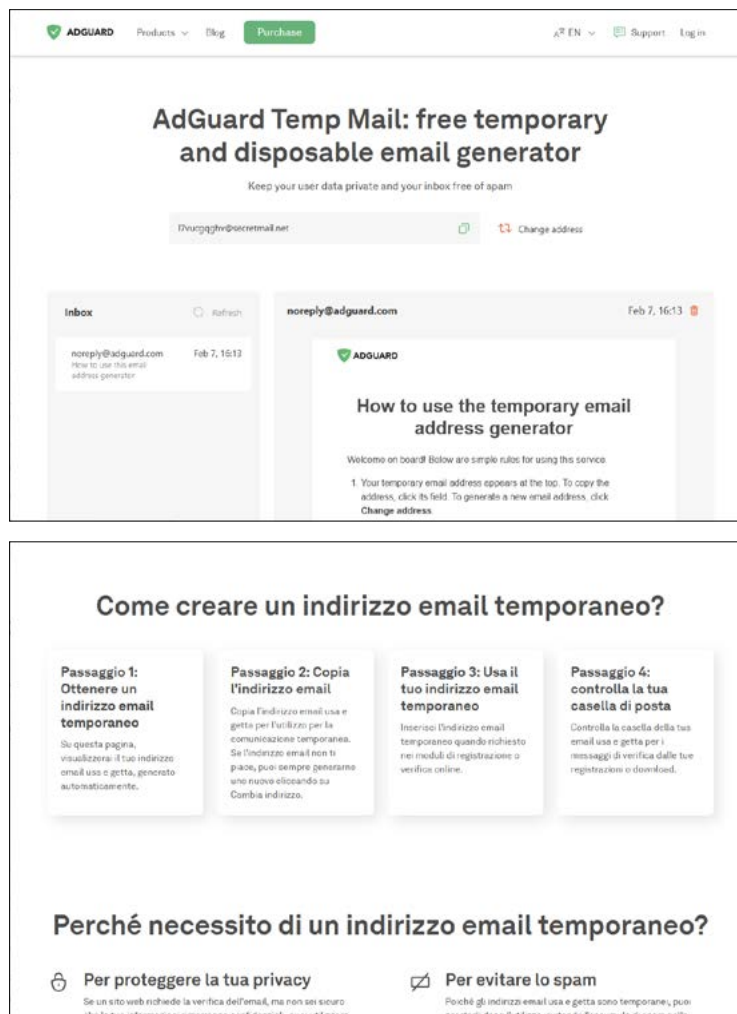 ADGUARD Products Blog Purchase EN Support Log in
AdGuard Temp Mail: free temporary
and disposable email generator
Keep your user data private and your inbox free of spam
@secretmail.net Change address
Inbox Refresh noreply@adguard.com Feb 7, 16:13
noreply@adguard.com Feb 7, 16:13
How to use this email
address generator
ADGUARD
How to use the temporary email
address generator
Welcome on board! Below are simple rules for using this service
1. Your temporary email address appears at the top. To copy the
address, click its field. To generate a new email address, click
Change address.
Come creare un indirizzo email temporaneo?
Passaggio 1:
Ottenere un
indirizzo email
temporaneo
Su questa pagina,
visualizzerai il tuo indirizzo
email usa e getta, generato
automaticamente.
Passaggio 2: Copia
l'indirizzo email
Copia l'indirizzo email usa e
getta per l'utilizzo per la
comunicazione temporanea.
Se l'indirizzo email non ti
piace, puoi sempre generarne
uno nuovo cliccando su
Cambia indirizzo.
Passaggio 3: Usa il
tuo indirizzo email
temporaneo
Inserisci l'indirizzo email
temporaneo quando richiesto
nei moduli di registrazione o
verifica online.
Passaggio 4:
controlla la tua
casella di posta
Controlla la casella della tua
email usa e getta per i
messaggi di verifica dalle tue
registrazioni o download.
Perché necessito di un indirizzo email temporaneo?
Per proteggere la tua privacy
Se un sito web richiede la verifica dell'email, ma non sei sicuro
Per evitare lo spam
Poiché gli indirizzi email usa e getta sono temporanei, puoi